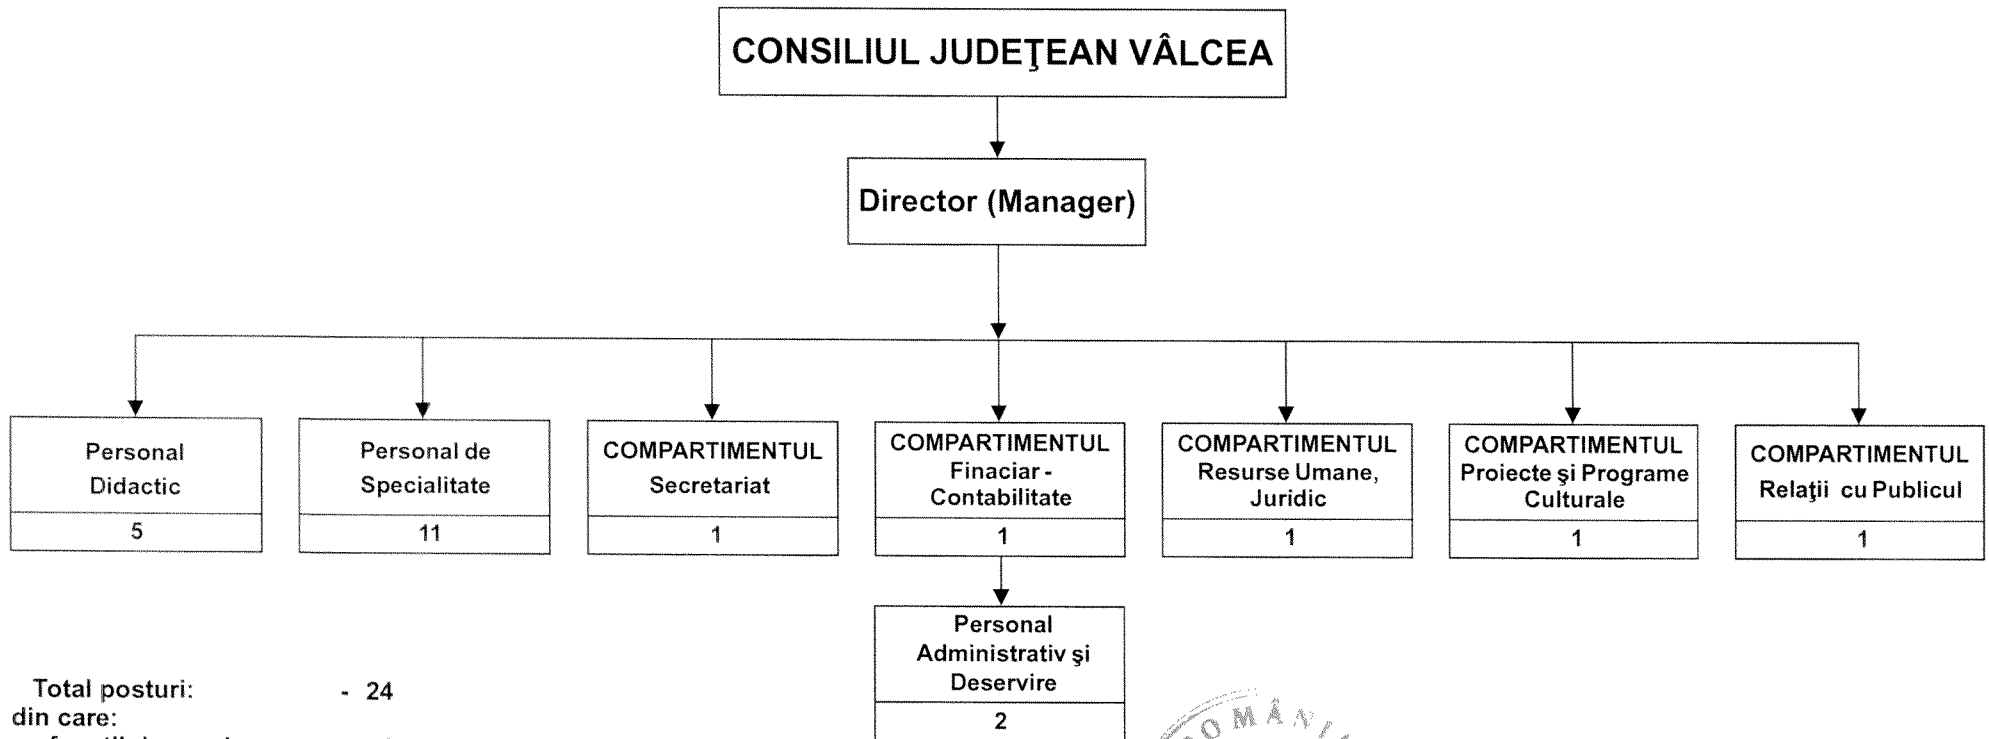 CONSILIUL JUDEŢEAN VÂLCEA
Director (Manager)
Personal
Didactic
5
Personal de
Specialitate
11
COMPARTIMENTUL
Secretariat
1
COMPARTIMENTUL
Finaciar -
Contabilitate
1
COMPARTIMENTUL
Resurse Umane,
Juridic
1
COMPARTIMENTUL
Proiecte şi Programe
Culturale
1
COMPARTIMENTUL
Relaţii cu Publicul
1
Personal
Administrativ şi
Deservire
2
Total posturi: - 24
din care:
ROMÂNIA